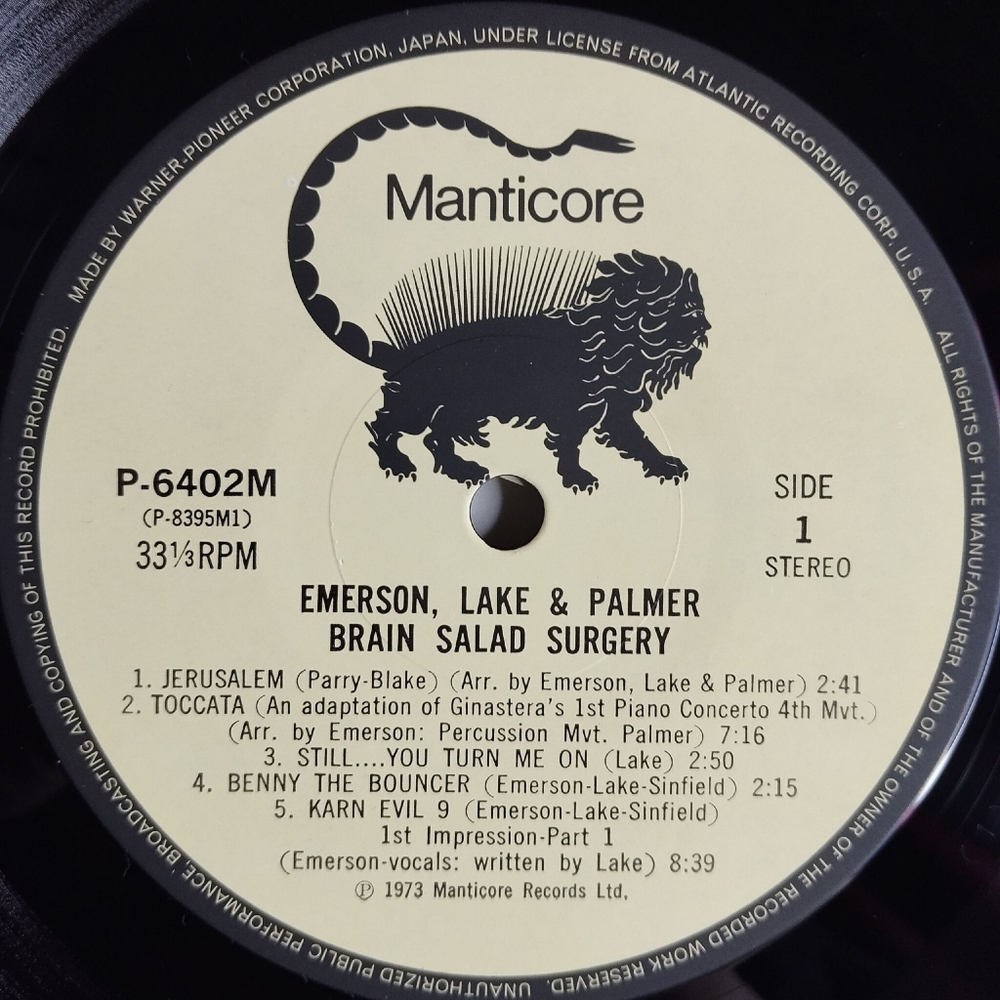 MADE BY WARNER-PIONEER CORPORATION, JAPAN, UNDER LICENSE FROM ATLANTIC RECORDING CORP. U.S.A. ALL RIGHTS OF THE MANUFACTURER AND OF THE OWNER OF THE RECORDED WORK RESERVED. UNAUTHORIZED PUBLIC PERFORMANCE, BROADCASTING AND COPYING OF THIS RECORD PROHIBITED.
Manticore
P-6402M
(P-8395M1)
33⅓RPM
SIDE
1
STEREO
EMERSON, LAKE & PALMER
BRAIN SALAD SURGERY
1. JERUSALEM (Parry-Blake) (Arr. by Emerson, Lake & Palmer) 2:41
2. TOCCATA (An adaptation of Ginastera's 1st Piano Concerto 4th Mvt.)
(Arr. by Emerson: Percussion Mvt. Palmer) 7:16
3. STILL....YOU TURN ME ON (Lake) 2:50
4. BENNY THE BOUNCER (Emerson-Lake-Sinfield) 2:15
5. KARN EVIL 9 (Emerson-Lake-Sinfield)
1st Impression-Part 1
(Emerson-vocals: written by Lake) 8:39
℗ 1973 Manticore Records Ltd,